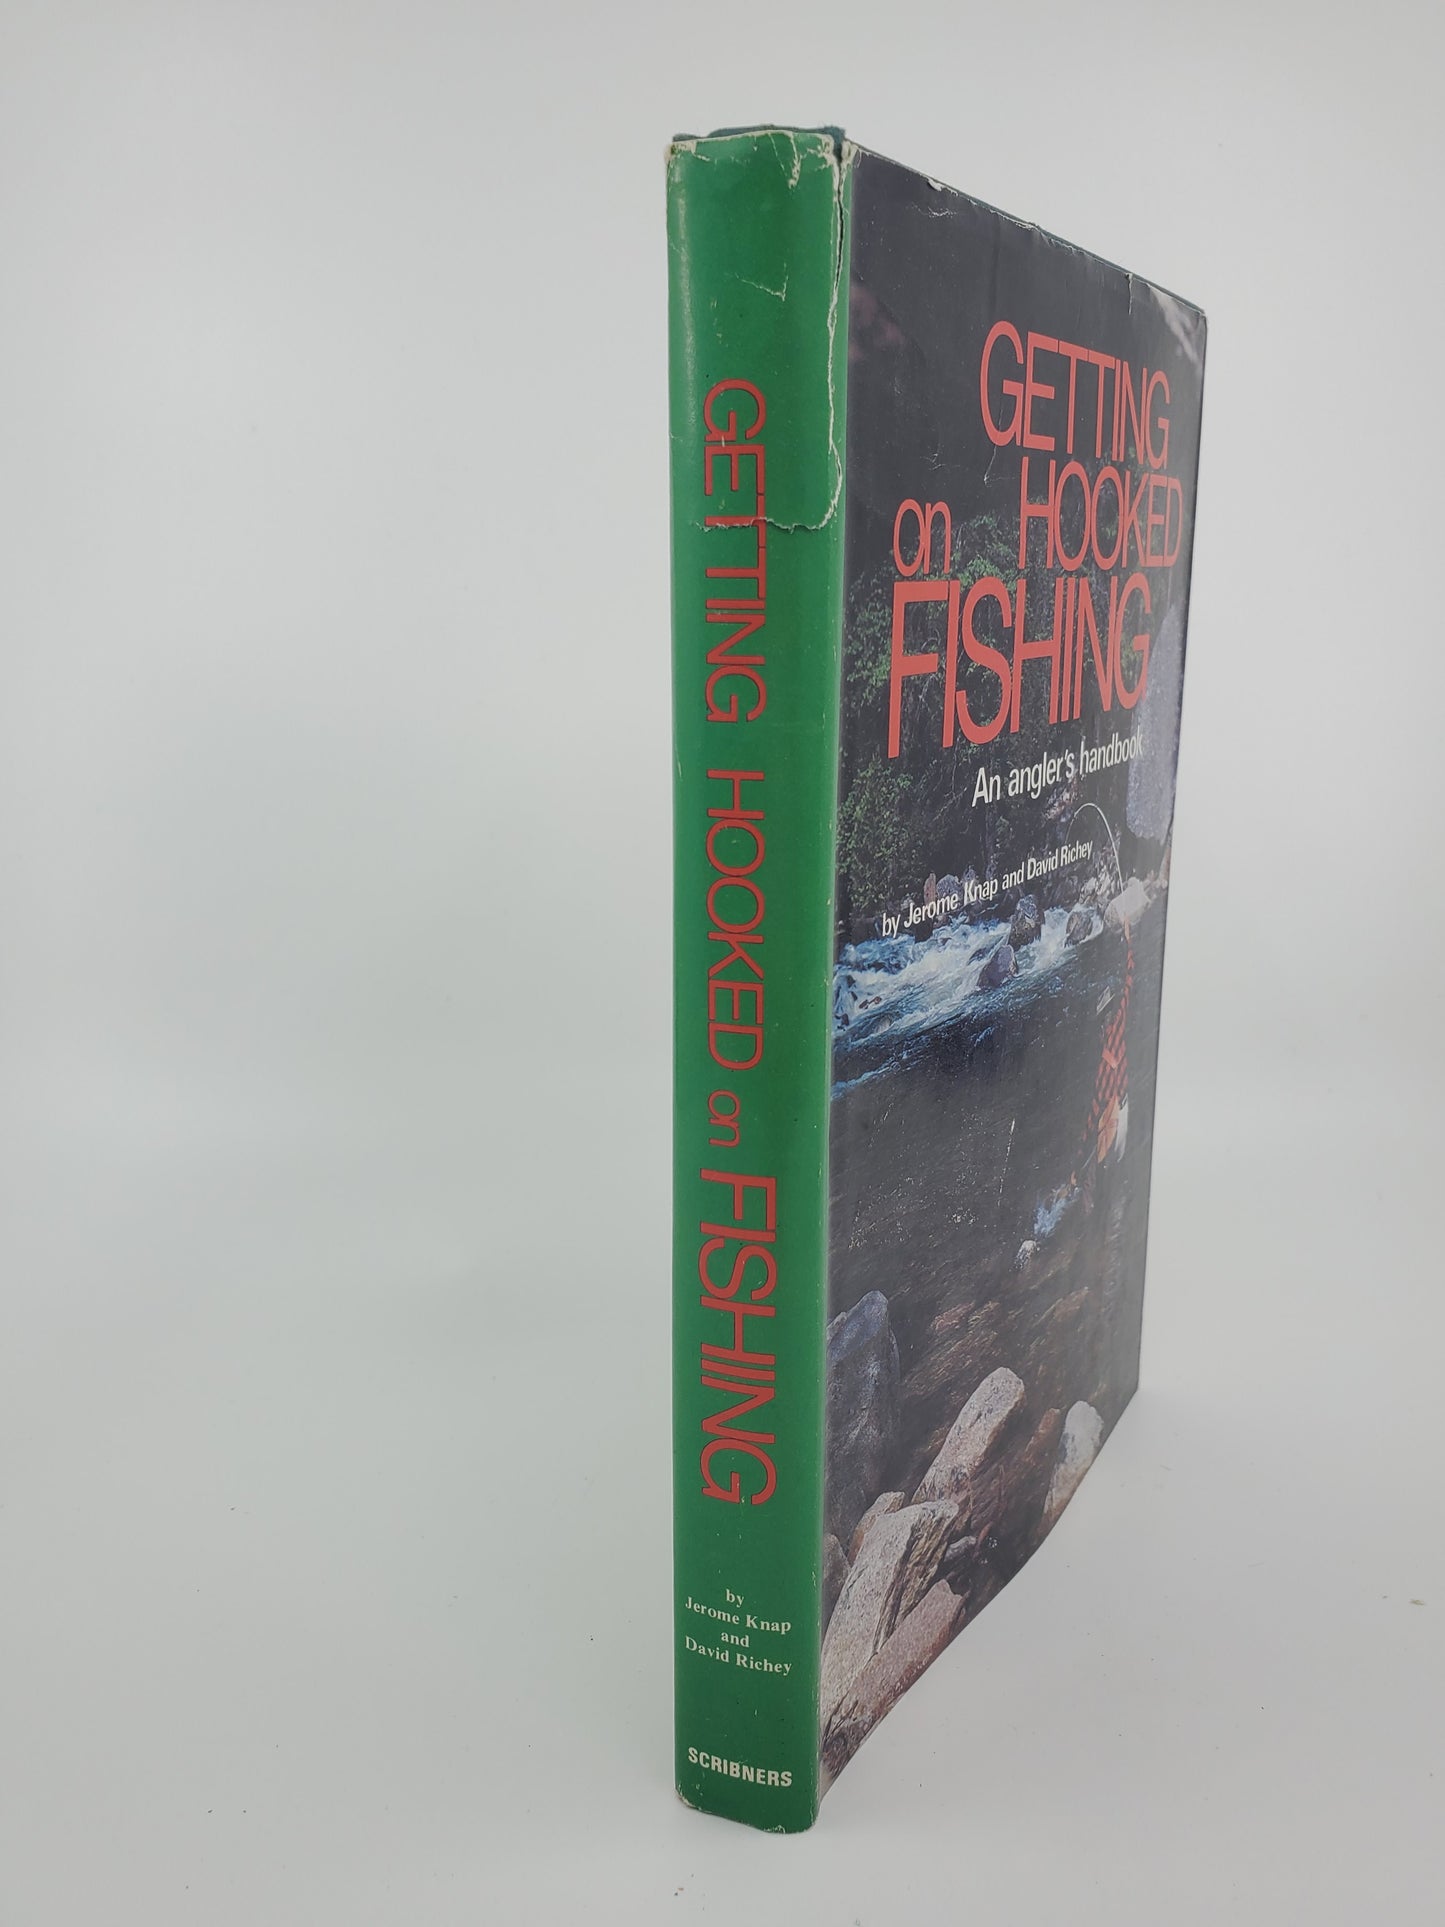 GETTING HOOKED on FISHING
by
Jerome Knap
and
David Richey
SCRIBNERS
GETTING
HOOKED
on
FISHING
An angler's handbook
by Jerome Knap and David Richey